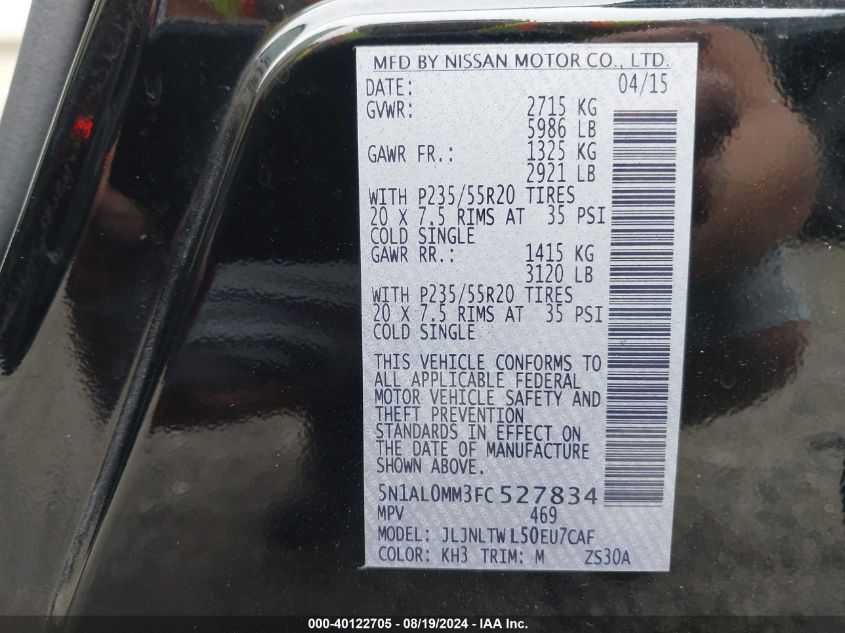 MFD BY NISSAN MOTOR CO., LTD.
DATE: 04/15
GVWR: 2715 KG
5986 LB
GAWR FR.: 1325 KG
2921 LB
WITH P235/55R20 TIRES
20 X 7.5 RIMS AT 35 PSI
COLD SINGLE
GAWR RR.: 1415 KG
3120 LB
WITH P235/55R20 TIRES
20 X 7.5 RIMS AT 35 PSI
COLD SINGLE
THIS VEHICLE CONFORMS TO
ALL APPLICABLE FEDERAL
MOTOR VEHICLE SAFETY AND
THEFT PREVENTION
STANDARDS IN EFFECT ON
THE DATE OF MANUFACTURE
SHOWN ABOVE.
5N1AL0MM3FC527834
MPV 469
MODEL: JLJNLTWL50EU7CAF
COLOR: KH3 TRIM: M ZS30A
000-40122705 - 08/19/2024 - IAA, Inc.